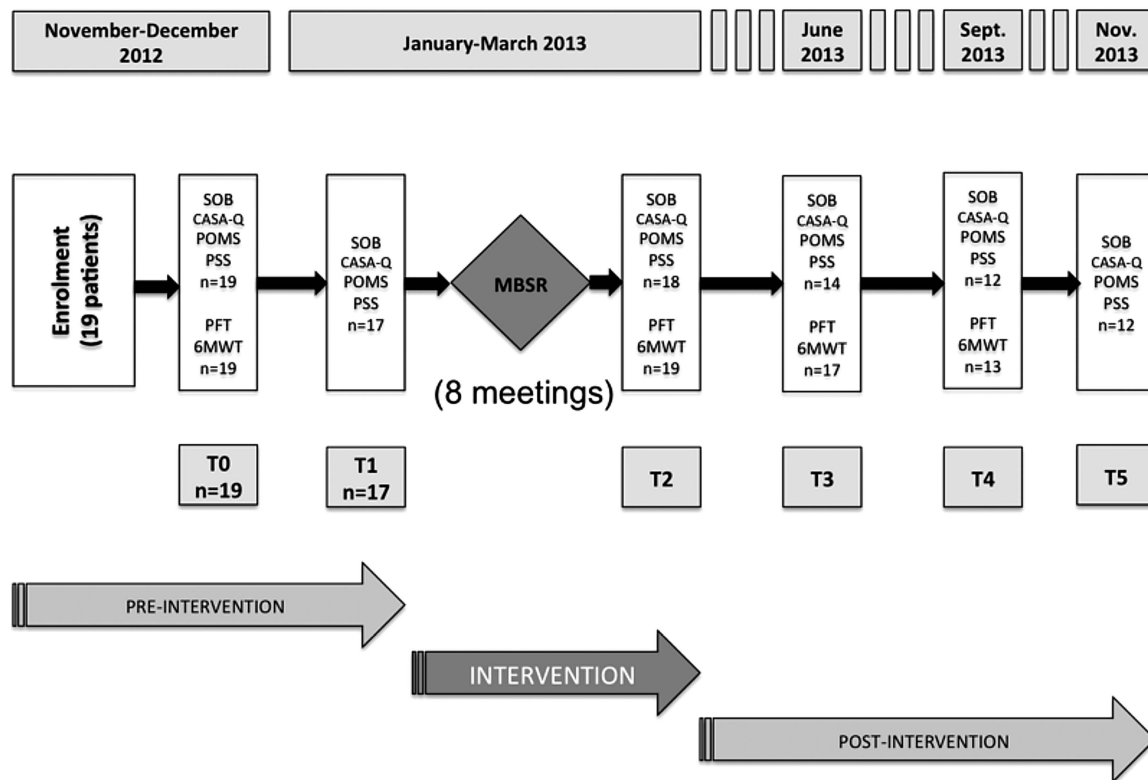 November-December
2012
January-March 2013
June
2013
Sept.
2013
Nov.
2013
Enrolment
(19 patients)
SOB
CASA-Q
POMS
PSS
n=19
PFT
6MWT
n=19
SOB
CASA-Q
POMS
PSS
n=17
MBSR
(8 meetings)
SOB
CASA-Q
POMS
PSS
n=18
PFT
6MWT
n=19
SOB
CASA-Q
POMS
PSS
n=14
PFT
6MWT
n=17
SOB
CASA-Q
POMS
PSS
n=12
PFT
6MWT
n=13
SOB
CASA-Q
POMS
PSS
n=12
T0
n=19
T1
n=17
T2
T3
T4
T5
PRE-INTERVENTION
INTERVENTION
POST-INTERVENTION